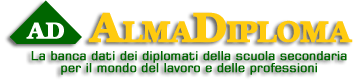 AD ALMADIPLOMA
La banca dati dei diplomati della scuola secondaria
per il mondo del lavoro e delle professioni